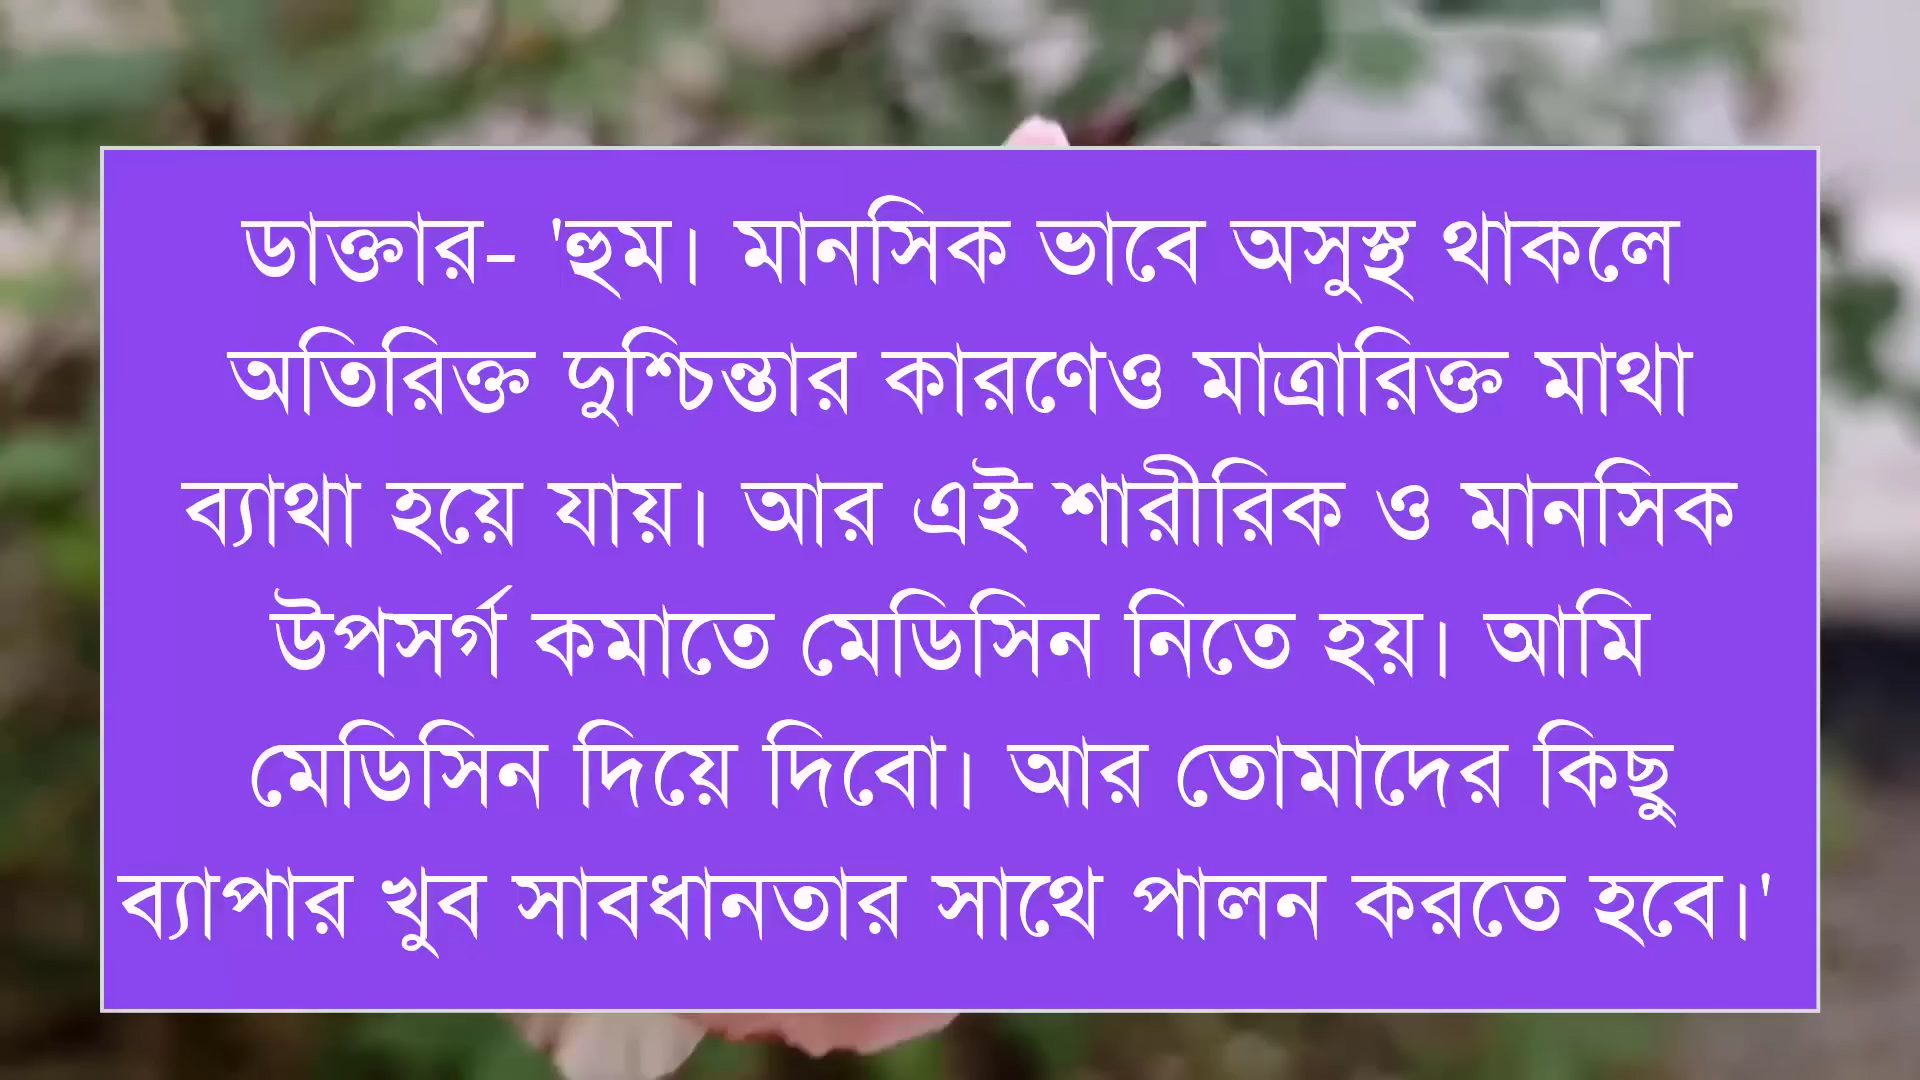 ডাক্তার- 'হুম। মানসিক ভাবে অসুস্থ থাকলে
অতিরিক্ত দুশ্চিন্তার কারণেও মাত্রারিক্ত মাথা
ব্যাথা হয়ে যায়। আর এই শারীরিক ও মানসিক
উপসর্গ কমাতে মেডিসিন নিতে হয়। আমি
মেডিসিন দিয়ে দিবো। আর তোমাদের কিছু
ব্যাপার খুব সাবধানতার সাথে পালন করতে হবে।'